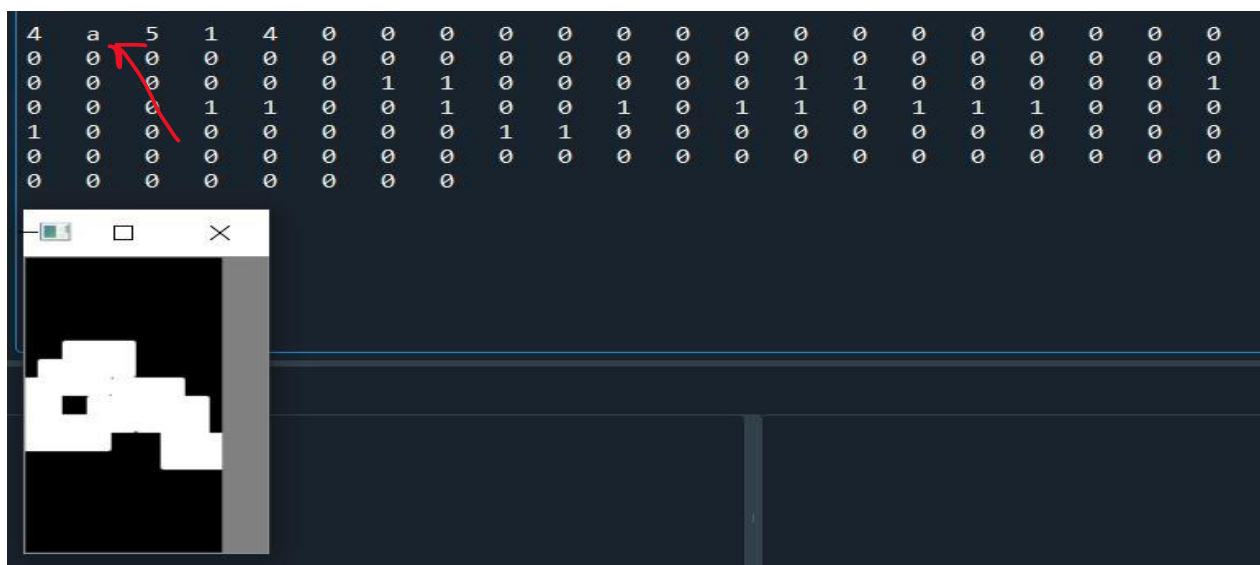 4 a 5 1 4 0 0 0 0 0 0 0 0 0 0 0 0 0 0 0 0
0 0 0 0 0 0 0 0 0 0 0 0 0 0 0 0 0 0 0 0 0
0 0 0 0 0 0 1 1 0 0 0 0 0 1 1 0 0 0 0 0 1
0 0 0 1 1 0 0 1 0 0 1 0 1 1 0 1 1 1 0 0 0
1 0 0 0 0 0 0 0 1 1 0 0 0 0 0 0 0 0 0 0 0
0 0 0 0 0 0 0 0 0 0 0 0 0 0 0 0 0 0 0 0 0
0 0 0 0 0 0 0 0